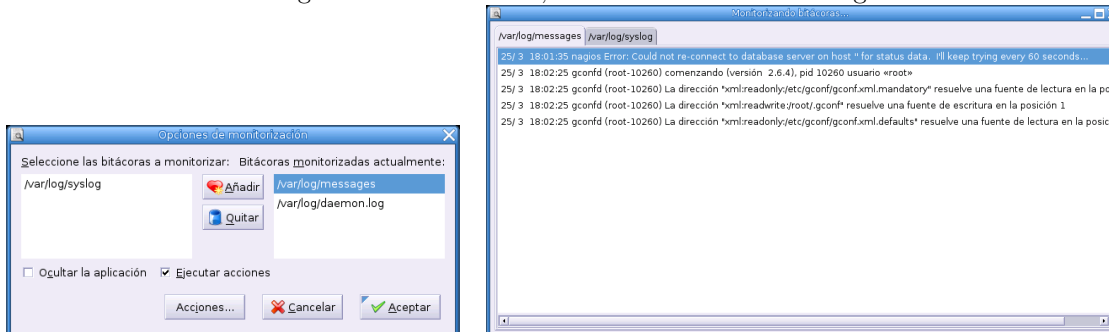 Monitorizando bitácoras...
/var/log/messages /var/log/syslog
25/ 3 18:01:35 nagios Error: Could not re-connect to database server on host '' for status data. I'll keep trying every 60 seconds...
25/ 3 18:02:25 gconfd (root-10260) comenzando (versión 2.6.4), pid 10260 usuario «root»
25/ 3 18:02:25 gconfd (root-10260) La dirección "xml:readonly:/etc/gconf/gconf.xml.mandatory" resuelve una fuente de lectura en la po
25/ 3 18:02:25 gconfd (root-10260) La dirección "xml:readwrite:/root/.gconf" resuelve una fuente de escritura en la posición 1
25/ 3 18:02:25 gconfd (root-10260) La dirección "xml:readonly:/etc/gconf/gconf.xml.defaults" resuelve una fuente de lectura en la posic
Opciones de monitorización
Seleccione las bitácoras a monitorizar: Bitácoras monitorizadas actualmente:
/var/log/syslog
Añadir
Quitar
/var/log/messages
/var/log/daemon.log
Ocultar la aplicación Ejecutar acciones
Acciones... Cancelar Aceptar